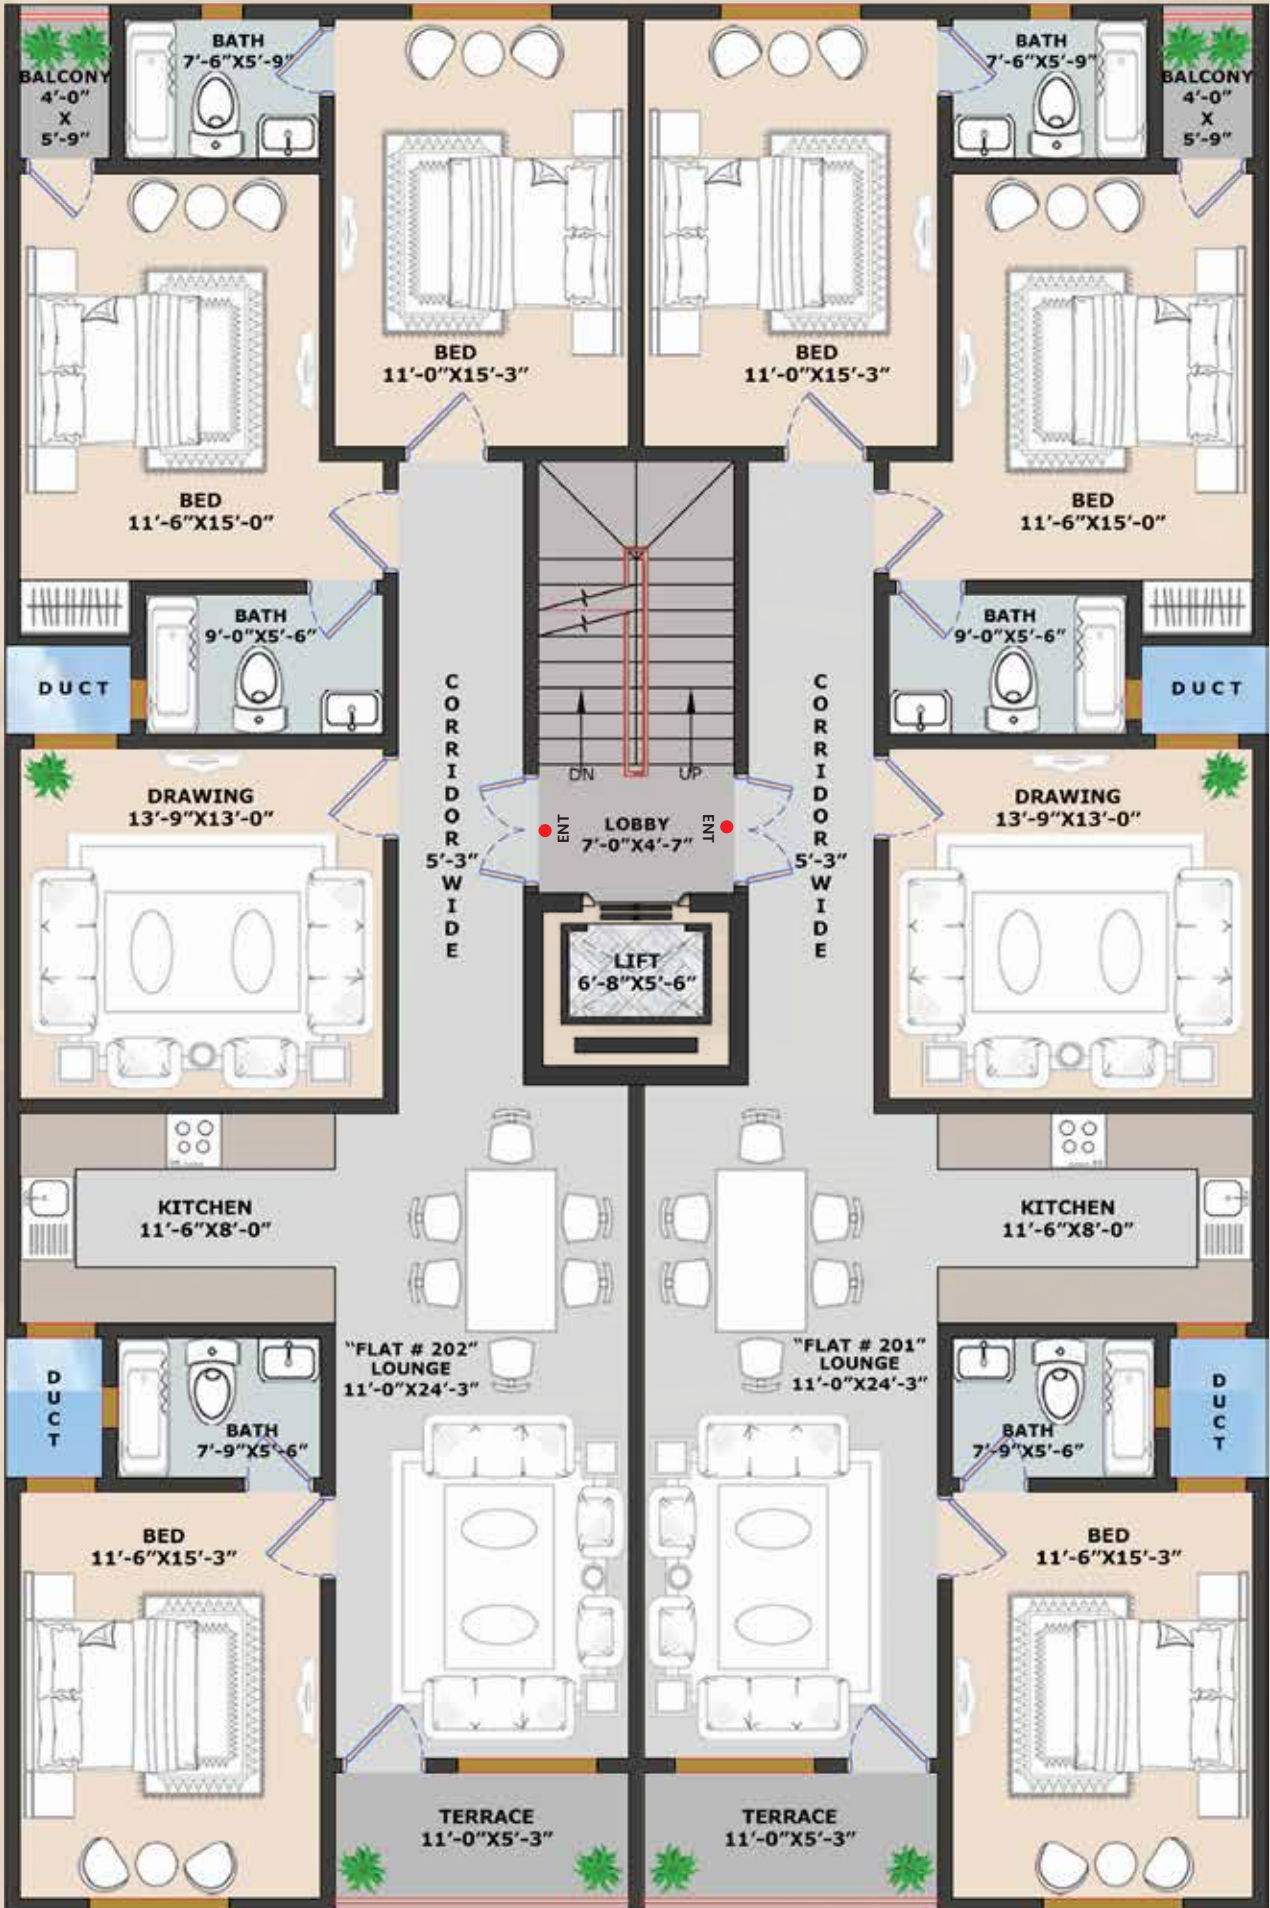 BATH
7'-6"X5'-9"
BATH
7'-6"X5'-9"
BALCONY
4'-0"
X
5'-9"
BALCONY
4'-0"
X
5'-9"
BED
11'-0"X15'-3"
BED
11'-0"X15'-3"
BED
11'-6"X15'-0"
BED
11'-6"X15'-0"
BATH
9'-0"X5'-6"
BATH
9'-0"X5'-6"
DUCT
DUCT
CORRIDOR
5'-3"
WIDE
CORRIDOR
5'-3"
WIDE
DN
UP
DRAWING
13'-9"X13'-0"
DRAWING
13'-9"X13'-0"
ENT
LOBBY
7'-0"X4'-7"
ENT
LIFT
6'-8"X5'-6"
KITCHEN
11'-6"X8'-0"
KITCHEN
11'-6"X8'-0"
"FLAT # 202"
LOUNGE
11'-0"X24'-3"
"FLAT # 201"
LOUNGE
11'-0"X24'-3"
DUCT
BATH
7'-9"X5'-6"
BATH
7'-9"X5'-6"
DUCT
BED
11'-6"X15'-3"
BED
11'-6"X15'-3"
TERRACE
11'-0"X5'-3"
TERRACE
11'-0"X5'-3"